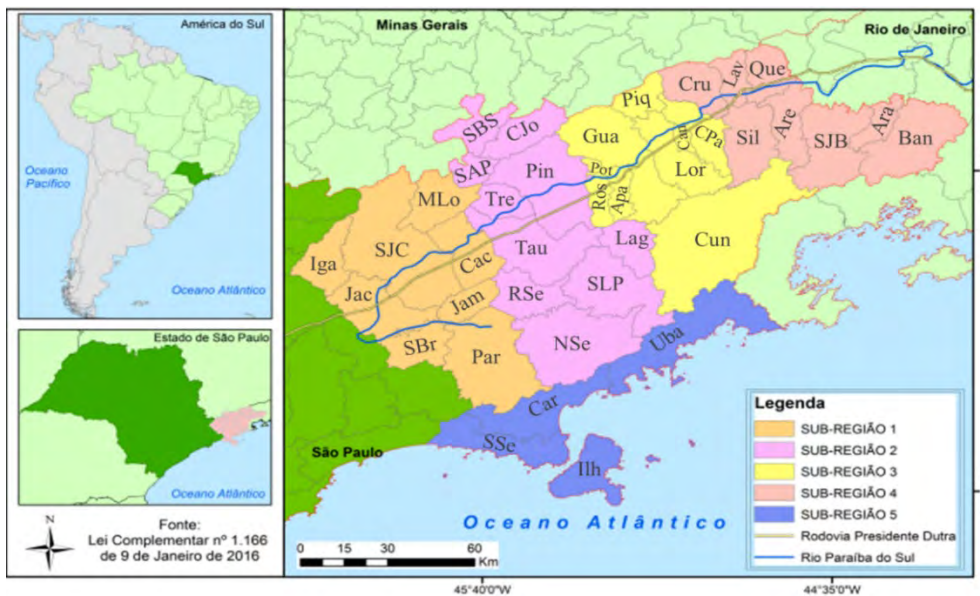 América do Sul
Oceano
Pacífico
Oceano Atlântico
Estado de São Paulo
Oceano Atlântico
N
Fonte:
Lei Complementar nº 1.166
de 9 de Janeiro de 2016
Minas Gerais
Rio de Janeiro
Cru
Lav
Que
Piq
SBS
CJo
Gua
Can
CPa
Sil
Are
SJB
Ara
Ban
SAP
Pin
Pot
Lor
MLo
Tre
Ros
Apa
Iga
SJC
Cac
Tau
Lag
Cun
Jac
Jam
RSe
SLP
SBr
Par
NSe
Uba
Car
SSe
Ilh
São Paulo
Oceano Atlântico
0 15 30 60
Km
Legenda
SUB-REGIÃO 1
SUB-REGIÃO 2
SUB-REGIÃO 3
SUB-REGIÃO 4
SUB-REGIÃO 5
Rodovia Presidente Dutra
Rio Paraíba do Sul
45°40'0"W
44°35'0"W